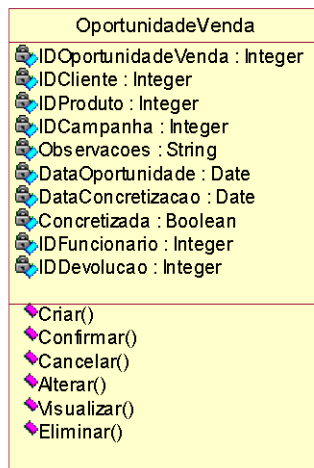 OportunidadeVenda
IDOportunidadeVenda : Integer
IDCliente : Integer
IDProduto : Integer
IDCampanha : Integer
Observacoes : String
DataOportunidade : Date
DataConcretizacao : Date
Concretizada : Boolean
IDFuncionario : Integer
IDDevolucao : Integer
Criar()
Confirmar()
Cancelar()
Alterar()
Visualizar()
Eliminar()